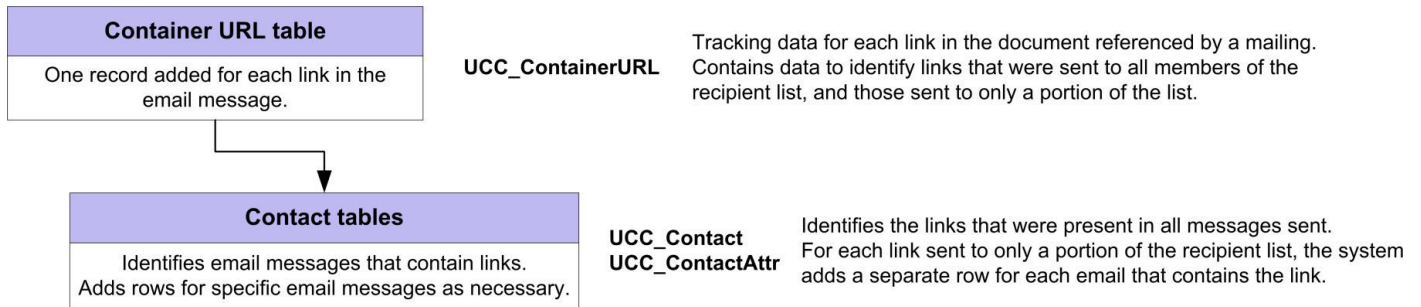 Container URL table
One record added for each link in the
email message.
UCC_ContainerURL
Tracking data for each link in the document referenced by a mailing.
Contains data to identify links that were sent to all members of the
recipient list, and those sent to only a portion of the list.
Contact tables
Identifies email messages that contain links.
Adds rows for specific email messages as necessary.
UCC_Contact
UCC_ContactAttr
Identifies the links that were present in all messages sent.
For each link sent to only a portion of the recipient list, the system
adds a separate row for each email that contains the link.